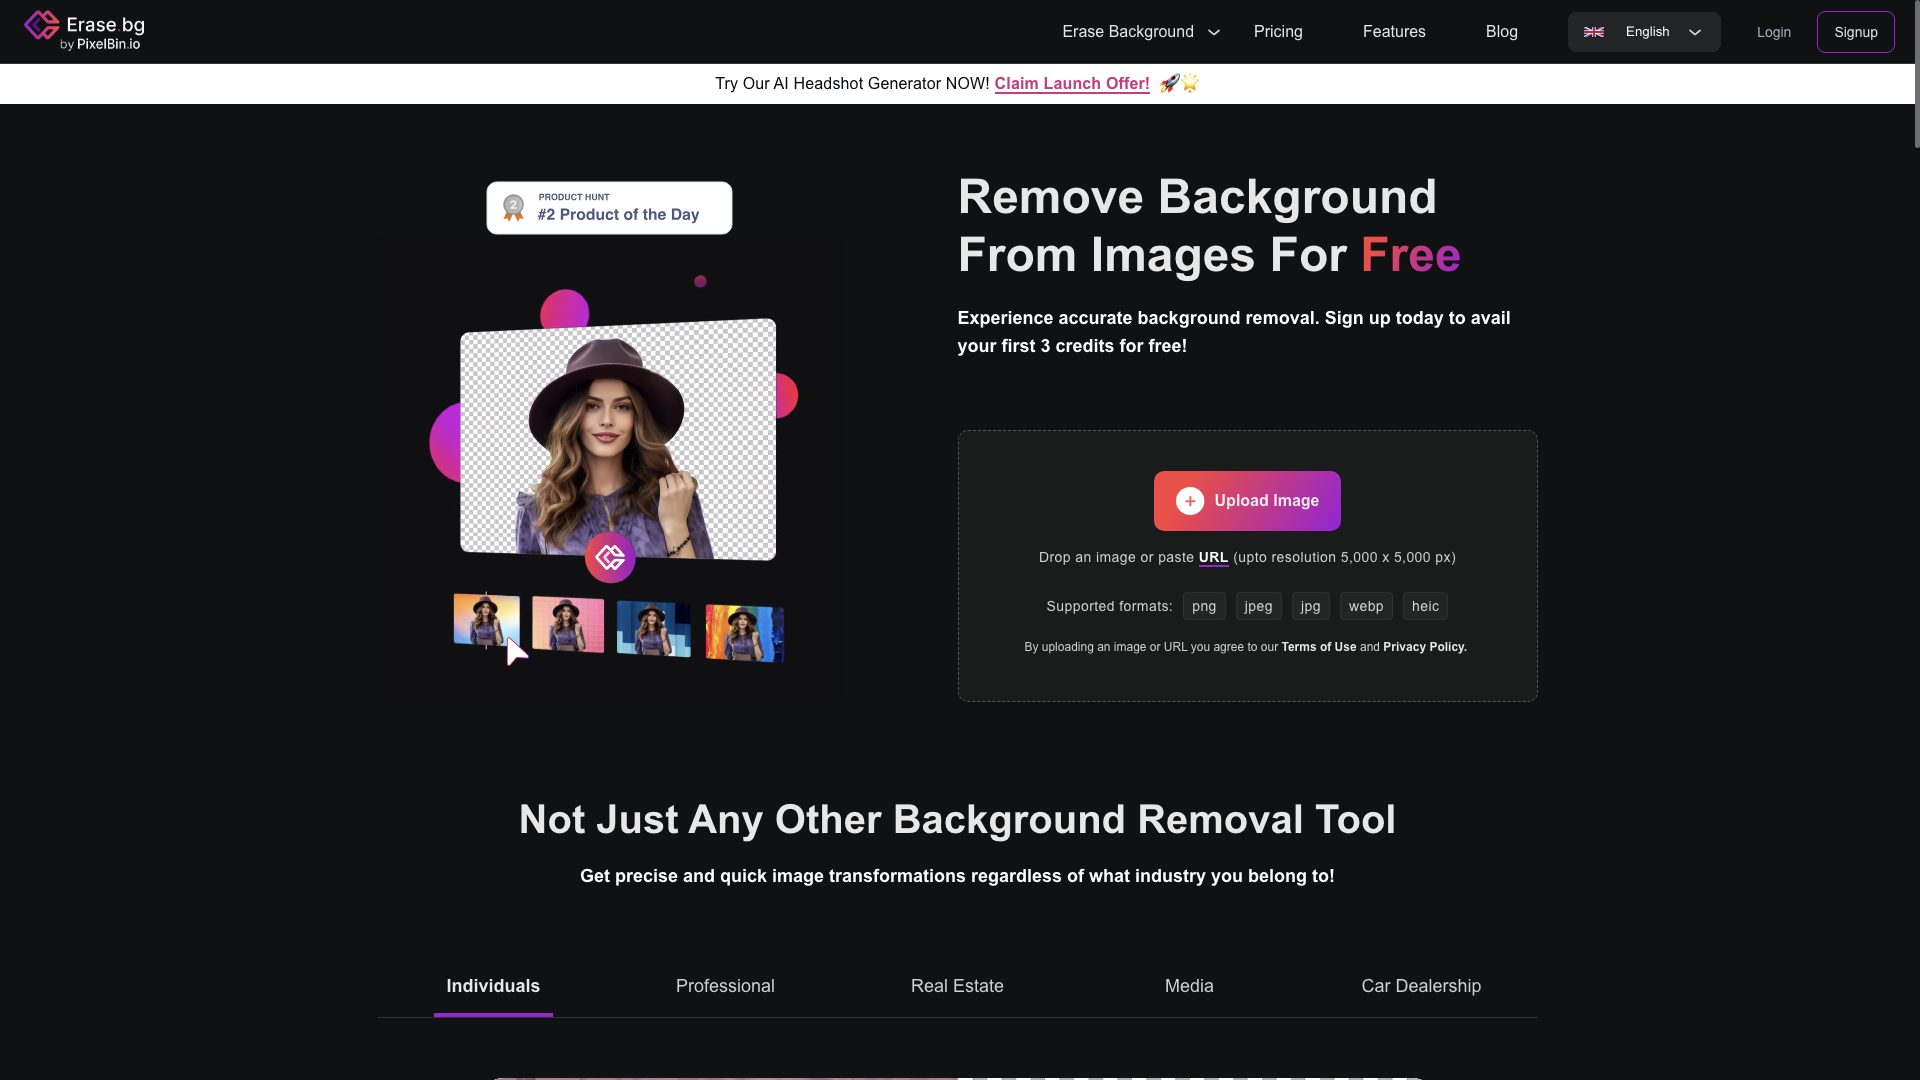 Erase.bg
by PixelBin.io
Erase Background
Pricing
Features
Blog
English
Login
Signup
Try Our AI Headshot Generator NOW! Claim Launch Offer! 🚀🌟
2
PRODUCT HUNT
#2 Product of the Day
Remove Background
From Images For Free
Experience accurate background removal. Sign up today to avail
your first 3 credits for free!
Upload Image
Drop an image or paste URL (upto resolution 5,000 x 5,000 px)
Supported formats: png jpeg jpg webp heic
By uploading an image or URL you agree to our Terms of Use and Privacy Policy.
Not Just Any Other Background Removal Tool
Get precise and quick image transformations regardless of what industry you belong to!
Individuals
Professional
Real Estate
Media
Car Dealership